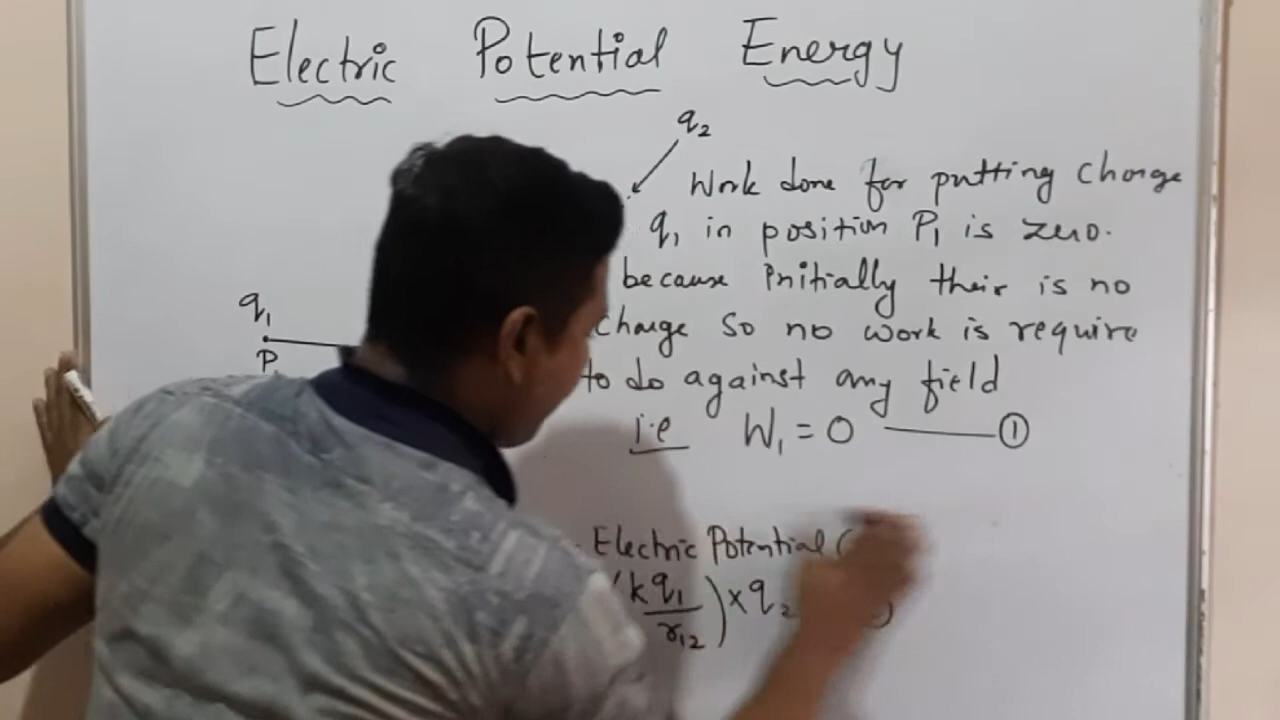 Electric Potential Energy
q₂
Work done for putting charge
q₁ in position P₁ is zero.
because initially their is no
charge so no work is require
to do against any field
i.e W₁ = 0 ——— ①
q₁
P
Electric Potential (
(kq₁/r₁₂) × q₂